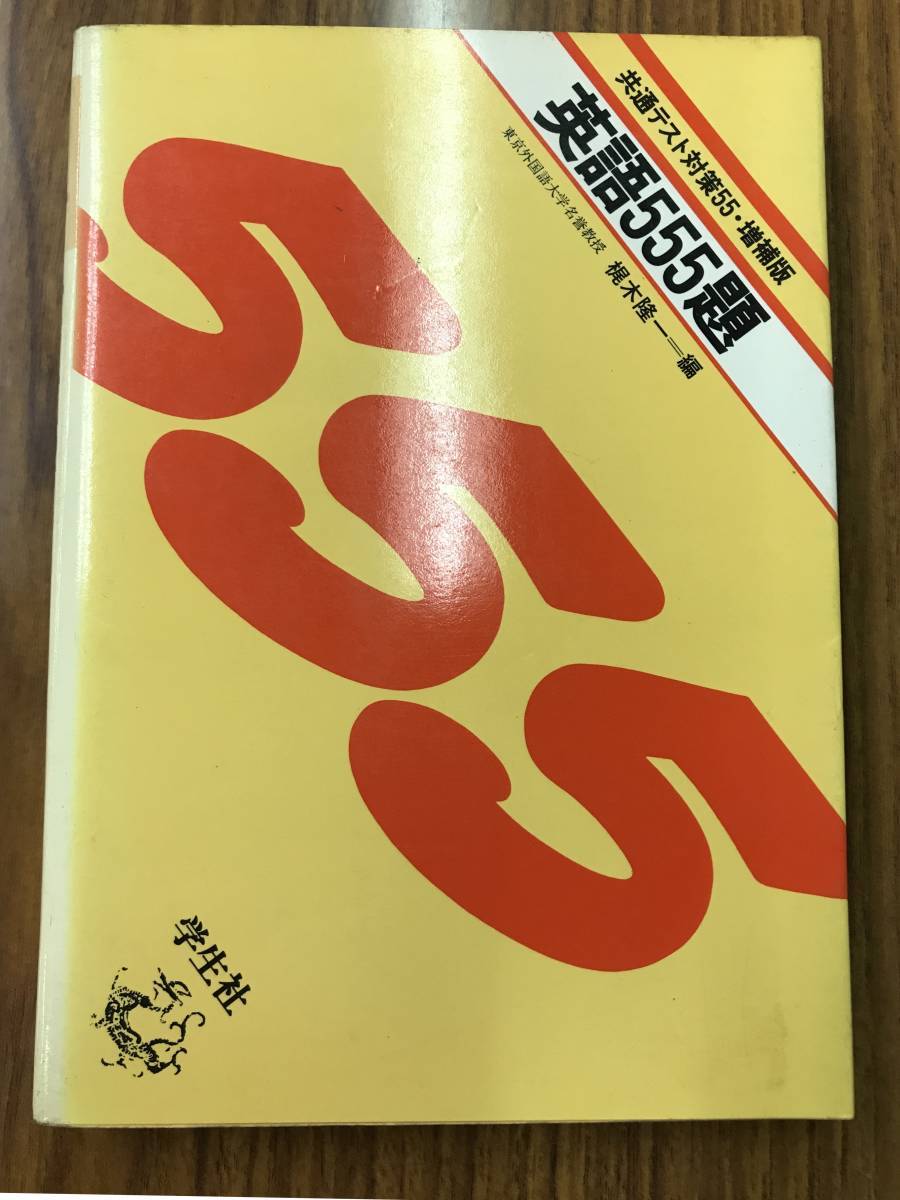 共通テスト対策55・増補版
英語555題
東京外国語大学名誉教授 梶木隆一=編
555
学生社